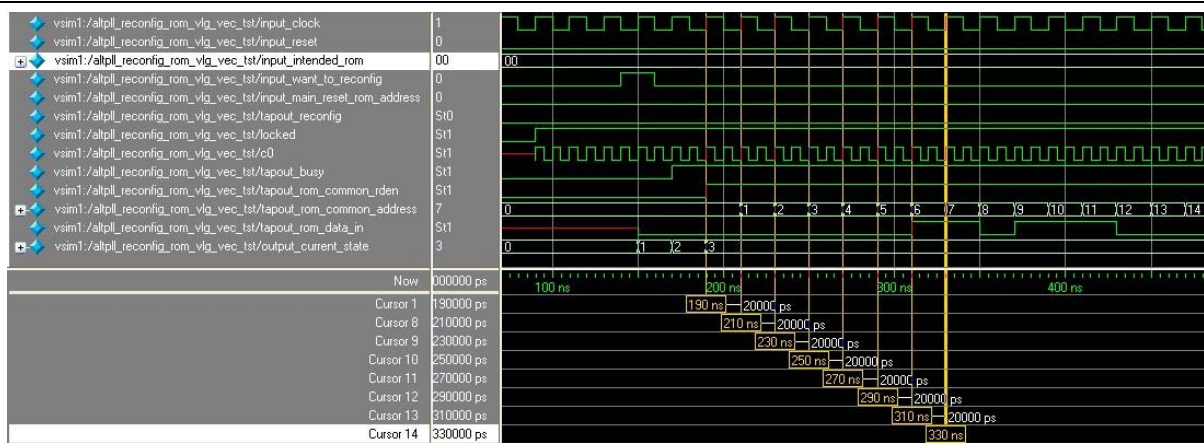 vsim1:/altpll_reconfig_rom_vlg_vec_tst/input_clock 1
vsim1:/altpll_reconfig_rom_vlg_vec_tst/input_reset 0
vsim1:/altpll_reconfig_rom_vlg_vec_tst/input_intended_rom 00 00
vsim1:/altpll_reconfig_rom_vlg_vec_tst/input_want_to_reconfig 0
vsim1:/altpll_reconfig_rom_vlg_vec_tst/input_main_reset_rom_address 0
vsim1:/altpll_reconfig_rom_vlg_vec_tst/tapout_reconfig St0
vsim1:/altpll_reconfig_rom_vlg_vec_tst/locked St1
vsim1:/altpll_reconfig_rom_vlg_vec_tst/c0 St1
vsim1:/altpll_reconfig_rom_vlg_vec_tst/tapout_busy St1
vsim1:/altpll_reconfig_rom_vlg_vec_tst/tapout_rom_common_rden St1
vsim1:/altpll_reconfig_rom_vlg_vec_tst/tapout_rom_common_address 7 0 1 2 3 4 5 6 7 8 9 10 11 12 13 14
vsim1:/altpll_reconfig_rom_vlg_vec_tst/tapout_rom_data_in St1
vsim1:/altpll_reconfig_rom_vlg_vec_tst/output_current_state 3 0 1 2 3
Now 000000 ps 100 ns 200 ns 300 ns 400 ns
Cursor 1 190000 ps 190 ns 20000 ps
Cursor 8 210000 ps 210 ns 20000 ps
Cursor 9 230000 ps 230 ns 20000 ps
Cursor 10 250000 ps 250 ns 20000 ps
Cursor 11 270000 ps 270 ns 20000 ps
Cursor 12 290000 ps 290 ns 20000 ps
Cursor 13 310000 ps 310 ns 20000 ps
Cursor 14 330000 ps 330 ns